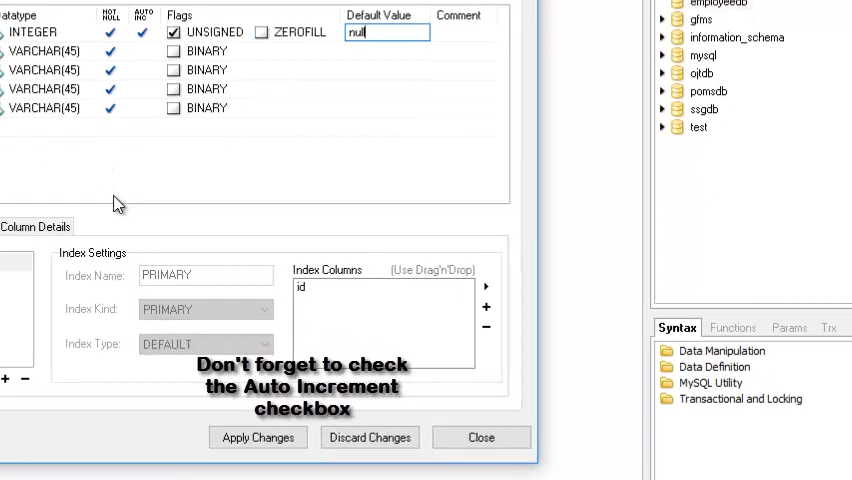 Datatype NOT NULL AUTO INC Flags Default Value Comment
INTEGER UNSIGNED ZEROFILL null
VARCHAR(45) BINARY
VARCHAR(45) BINARY
VARCHAR(45) BINARY
VARCHAR(45) BINARY
Column Details
Index Settings
Index Name: PRIMARY
Index Kind: PRIMARY
Index Type: DEFAULT
Index Columns (Use Drag'n'Drop)
id
Don't forget to check
the Auto Increment
checkbox
Apply Changes Discard Changes Close
employeedb
gfms
information_schema
mysql
ojtdb
pomsdb
ssgdb
test
Syntax Functions Params Trx
Data Manipulation
Data Definition
MySQL Utility
Transactional and Locking